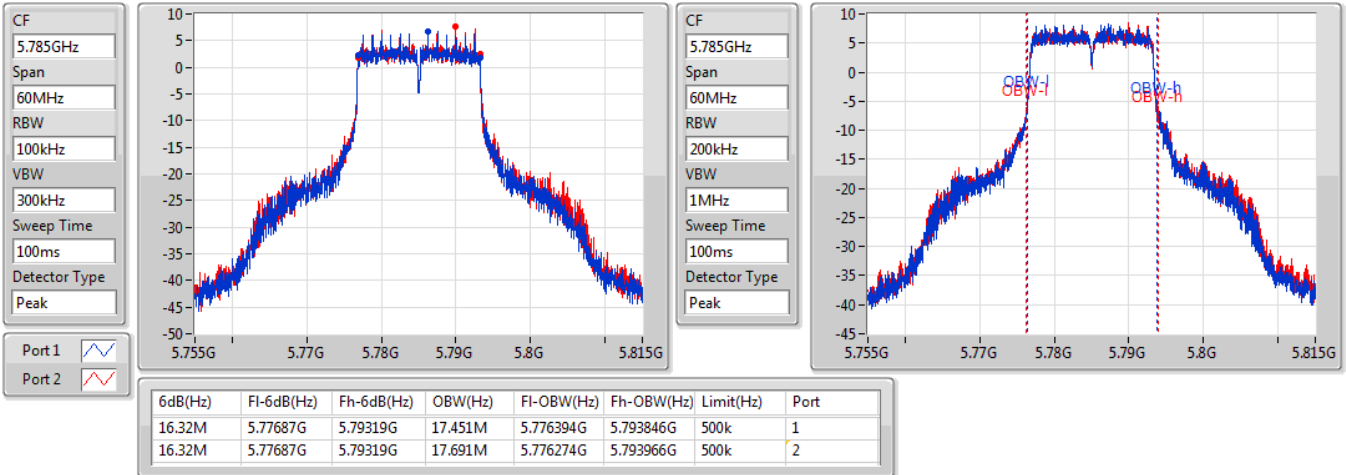 CF
5.785GHz
Span
60MHz
RBW
100kHz
VBW
300kHz
Sweep Time
100ms
Detector Type
Peak
Port 1
Port 2
10
5
0
-5
-10
-15
-20
-25
-30
-35
-40
-45
-50
5.755G 5.77G 5.78G 5.79G 5.8G 5.815G
CF
5.785GHz
Span
60MHz
RBW
200kHz
VBW
1MHz
Sweep Time
100ms
Detector Type
Peak
10
5
0
-5
-10
-15
-20
-25
-30
-35
-40
-45
OBW-l OBW-h
OBW-l OBW-h
5.755G 5.77G 5.78G 5.79G 5.8G 5.815G
6dB(Hz) Fl-6dB(Hz) Fh-6dB(Hz) OBW(Hz) Fl-OBW(Hz) Fh-OBW(Hz) Limit(Hz) Port
16.32M 5.77687G 5.79319G 17.451M 5.776394G 5.793846G 500k 1
16.32M 5.77687G 5.79319G 17.691M 5.776274G 5.793966G 500k 2